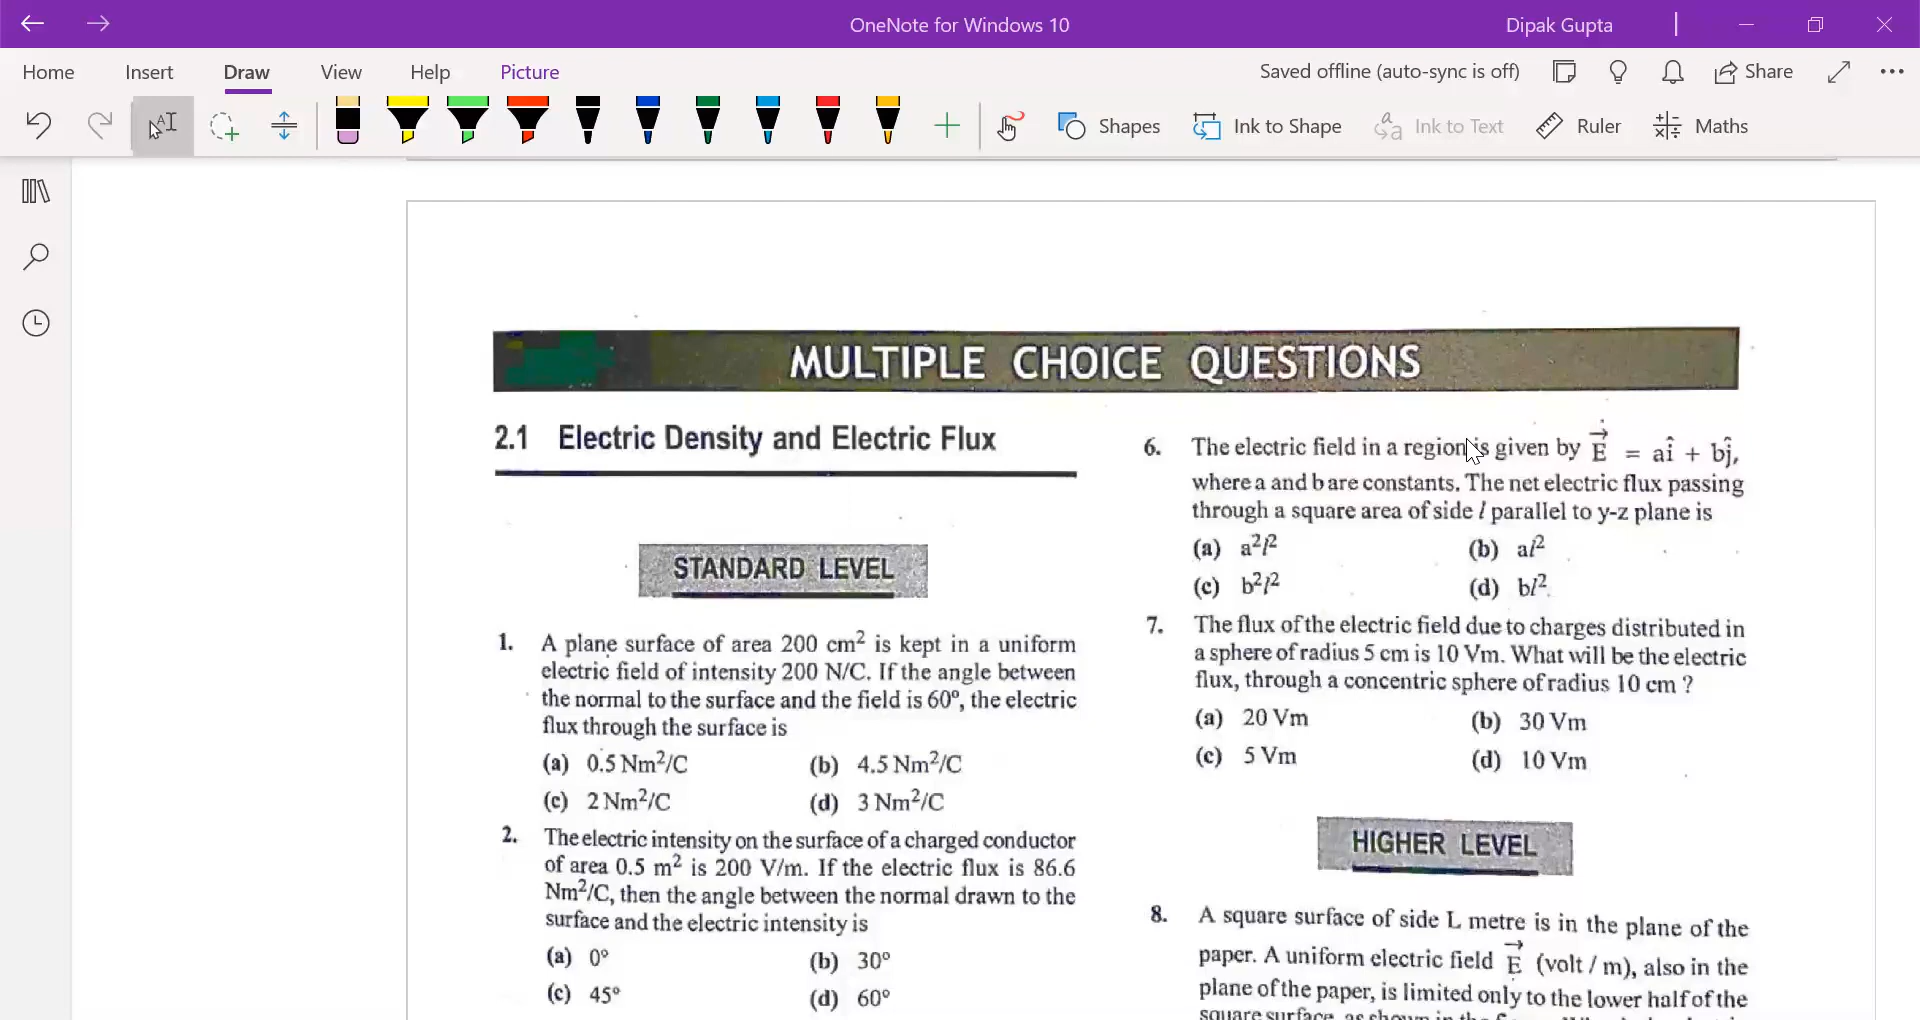 OneNote for Windows 10
Dipak Gupta
Home Insert Draw View Help Picture
Saved offline (auto-sync is off) Share
Shapes Ink to Shape Ink to Text Ruler Maths
MULTIPLE CHOICE QUESTIONS
2.1 Electric Density and Electric Flux
STANDARD LEVEL
1. A plane surface of area 200 cm² is kept in a uniform
electric field of intensity 200 N/C. If the angle between
the normal to the surface and the field is 60º, the electric
flux through the surface is
(a) 0.5 Nm²/C (b) 4.5 Nm²/C
(c) 2 Nm²/C (d) 3 Nm²/C
2. The electric intensity on the surface of a charged conductor
of area 0.5 m² is 200 V/m. If the electric flux is 86.6
Nm²/C, then the angle between the normal drawn to the
surface and the electric intensity is
(a) 0º (b) 30º
(c) 45º (d) 60º
6. The electric field in a region is given by E⃗ = aî + bĵ,
where a and b are constants. The net electric flux passing
through a square area of side l parallel to y-z plane is
(a) a²l² (b) al²
(c) b²l² (d) bl²
7. The flux of the electric field due to charges distributed in
a sphere of radius 5 cm is 10 Vm. What will be the electric
flux, through a concentric sphere of radius 10 cm ?
(a) 20 Vm (b) 30 Vm
(c) 5 Vm (d) 10 Vm
HIGHER LEVEL
8. A square surface of side L metre is in the plane of the
paper. A uniform electric field E⃗ (volt / m), also in the
plane of the paper, is limited only to the lower half of the
square surface, as shown in the